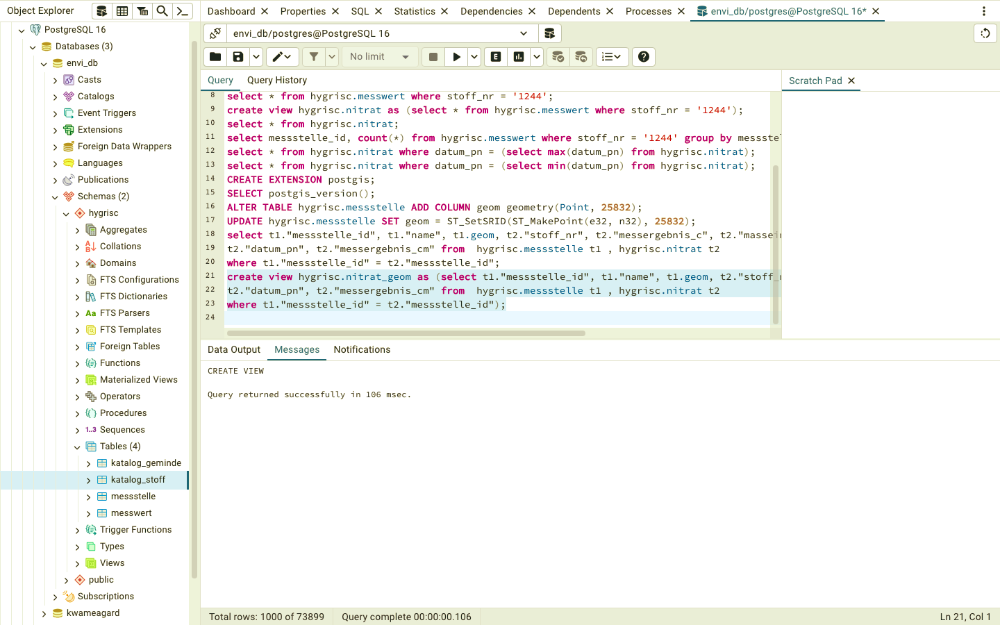 Object Explorer
Dashboard
Properties
SQL
Statistics
Dependencies
Dependents
Processes
envi_db/postgres@PostgreSQL 16*
PostgreSQL 16
Databases (3)
envi_db
Casts
Catalogs
Event Triggers
Extensions
Foreign Data Wrappers
Languages
Publications
Schemas (2)
hygrisc
Aggregates
Collations
Domains
FTS Configurations
FTS Dictionaries
FTS Parsers
FTS Templates
Foreign Tables
Functions
Materialized Views
Operators
Procedures
1..3 Sequences
Tables (4)
katalog_geminde
katalog_stoff
messstelle
messwert
Trigger Functions
Types
Views
public
Subscriptions
kwameagard
envi_db/postgres@PostgreSQL 16
No limit
E
Query
Query History
Scratch Pad
8 select * from hygrisc.messwert where stoff_nr = '1244';
9 create view hygrisc.nitrat as (select * from hygrisc.messwert where stoff_nr = '1244');
10 select * from hygrisc.nitrat;
11 select messstelle_id, count(*) from hygrisc.messwert where stoff_nr = '1244' group by messstel
12 select * from hygrisc.nitrat where datum_pn = (select max(datum_pn) from hygrisc.nitrat);
13 select * from hygrisc.nitrat where datum_pn = (select min(datum_pn) from hygrisc.nitrat);
14 CREATE EXTENSION postgis;
15 SELECT postgis_version();
16 ALTER TABLE hygrisc.messstelle ADD COLUMN geom geometry(Point, 25832);
17 UPDATE hygrisc.messstelle SET geom = ST_SetSRID(ST_MakePoint(e32, n32), 25832);
18 select t1."messstelle_id", t1."name", t1.geom, t2."stoff_nr", t2."messergebnis_c", t2."massein
19 t2."datum_pn", t2."messergebnis_cm" from  hygrisc.messstelle t1 , hygrisc.nitrat t2
20 where t1."messstelle_id" = t2."messstelle_id";
21 create view hygrisc.nitrat_geom as (select t1."messstelle_id", t1."name", t1.geom, t2."stoff_n
22 t2."datum_pn", t2."messergebnis_cm" from  hygrisc.messstelle t1 , hygrisc.nitrat t2
23 where t1."messstelle_id" = t2."messstelle_id");
24
Data Output
Messages
Notifications
CREATE VIEW
Query returned successfully in 106 msec.
Total rows: 1000 of 73899
Query complete 00:00:00.106
Ln 21, Col 1